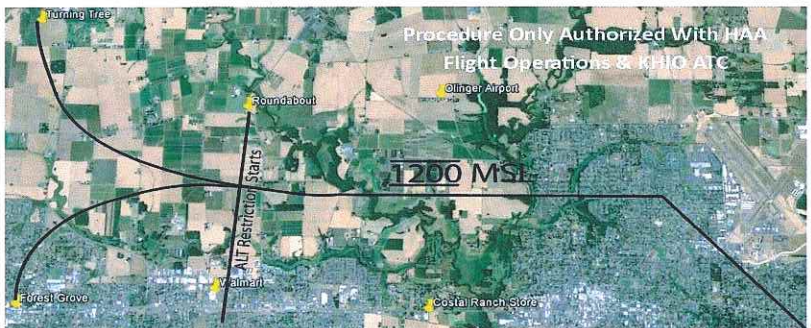 Turning Tree
Procedure Only Authorized With HAA
Flight Operations & KHIO ATC
Olinger Airport
Roundabout
1200 MSL
ALT Restriction Starts
Walmart
Forest Grove
Costal Ranch Store